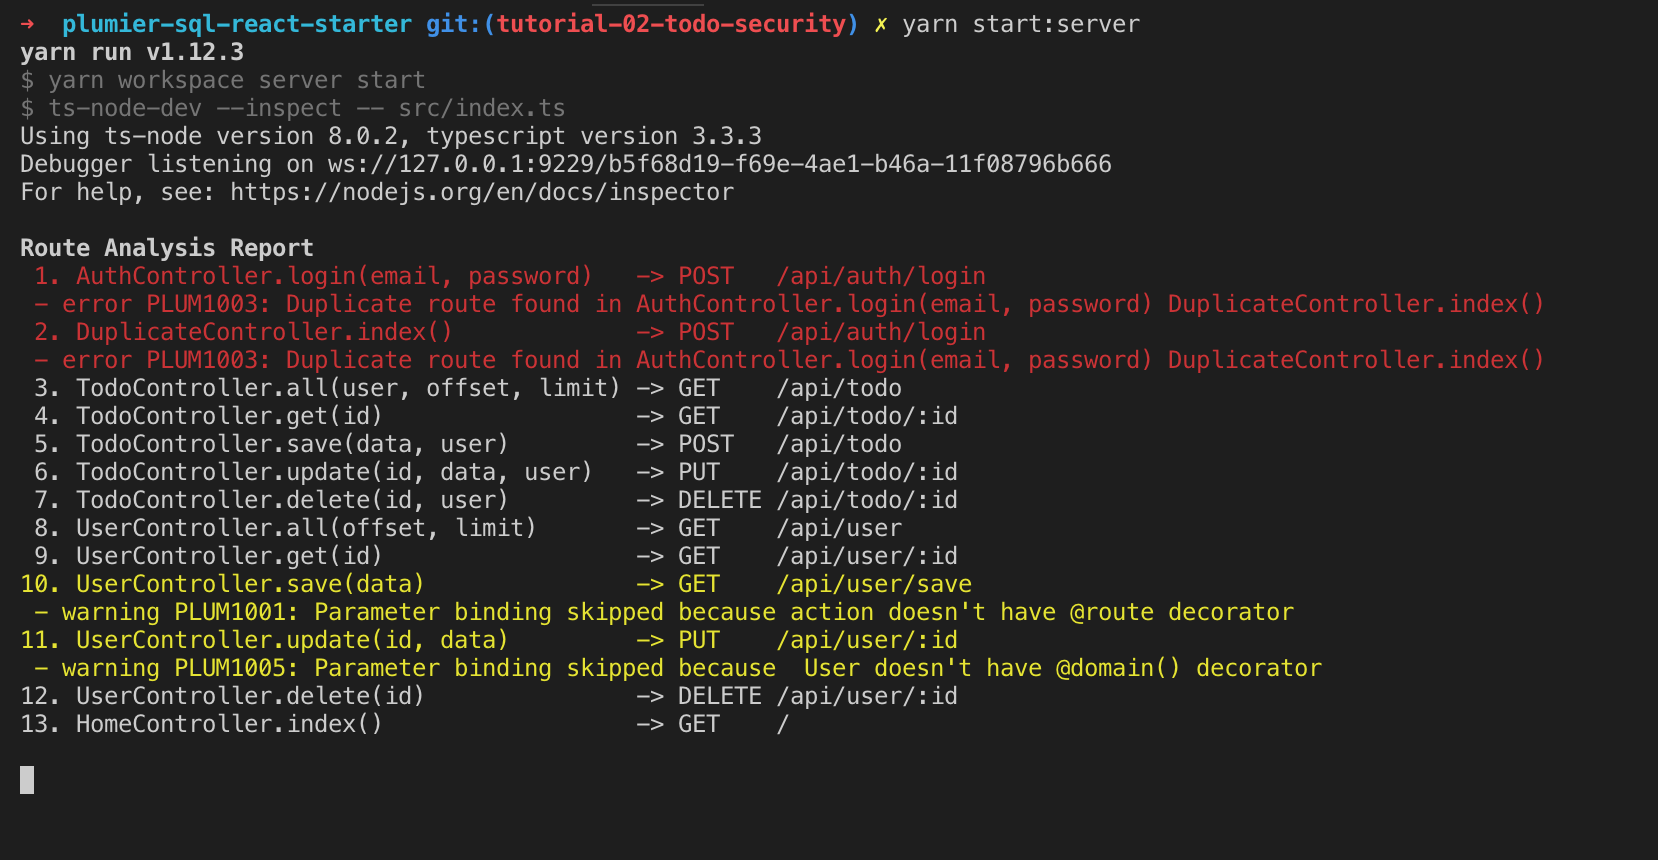 ➜  plumier-sql-react-starter git:(tutorial-02-todo-security) ✗ yarn start:server
yarn run v1.12.3
$ yarn workspace server start
$ ts-node-dev --inspect -- src/index.ts
Using ts-node version 8.0.2, typescript version 3.3.3
Debugger listening on ws://127.0.0.1:9229/b5f68d19-f69e-4ae1-b46a-11f08796b666
For help, see: https://nodejs.org/en/docs/inspector

Route Analysis Report
 1. AuthController.login(email, password)   -> POST   /api/auth/login
 - error PLUM1003: Duplicate route found in AuthController.login(email, password) DuplicateController.index()
 2. DuplicateController.index()             -> POST   /api/auth/login
 - error PLUM1003: Duplicate route found in AuthController.login(email, password) DuplicateController.index()
 3. TodoController.all(user, offset, limit) -> GET    /api/todo
 4. TodoController.get(id)                  -> GET    /api/todo/:id
 5. TodoController.save(data, user)         -> POST   /api/todo
 6. TodoController.update(id, data, user)   -> PUT    /api/todo/:id
 7. TodoController.delete(id, user)         -> DELETE /api/todo/:id
 8. UserController.all(offset, limit)       -> GET    /api/user
 9. UserController.get(id)                  -> GET    /api/user/:id
10. UserController.save(data)               -> GET    /api/user/save
 - warning PLUM1001: Parameter binding skipped because action doesn't have @route decorator
11. UserController.update(id, data)         -> PUT    /api/user/:id
 - warning PLUM1005: Parameter binding skipped because  User doesn't have @domain() decorator
12. UserController.delete(id)               -> DELETE /api/user/:id
13. HomeController.index()                  -> GET    /